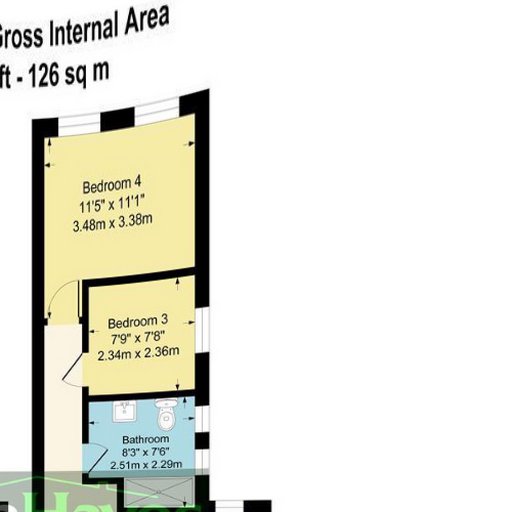 Gross Internal Area
ft - 126 sq m
Bedroom 4
11'5" x 11'1"
3.48m x 3.38m
Bedroom 3
7'9" x 7'8"
2.34m x 2.36m
Bathroom
8'3" x 7'6"
2.51m x 2.29m